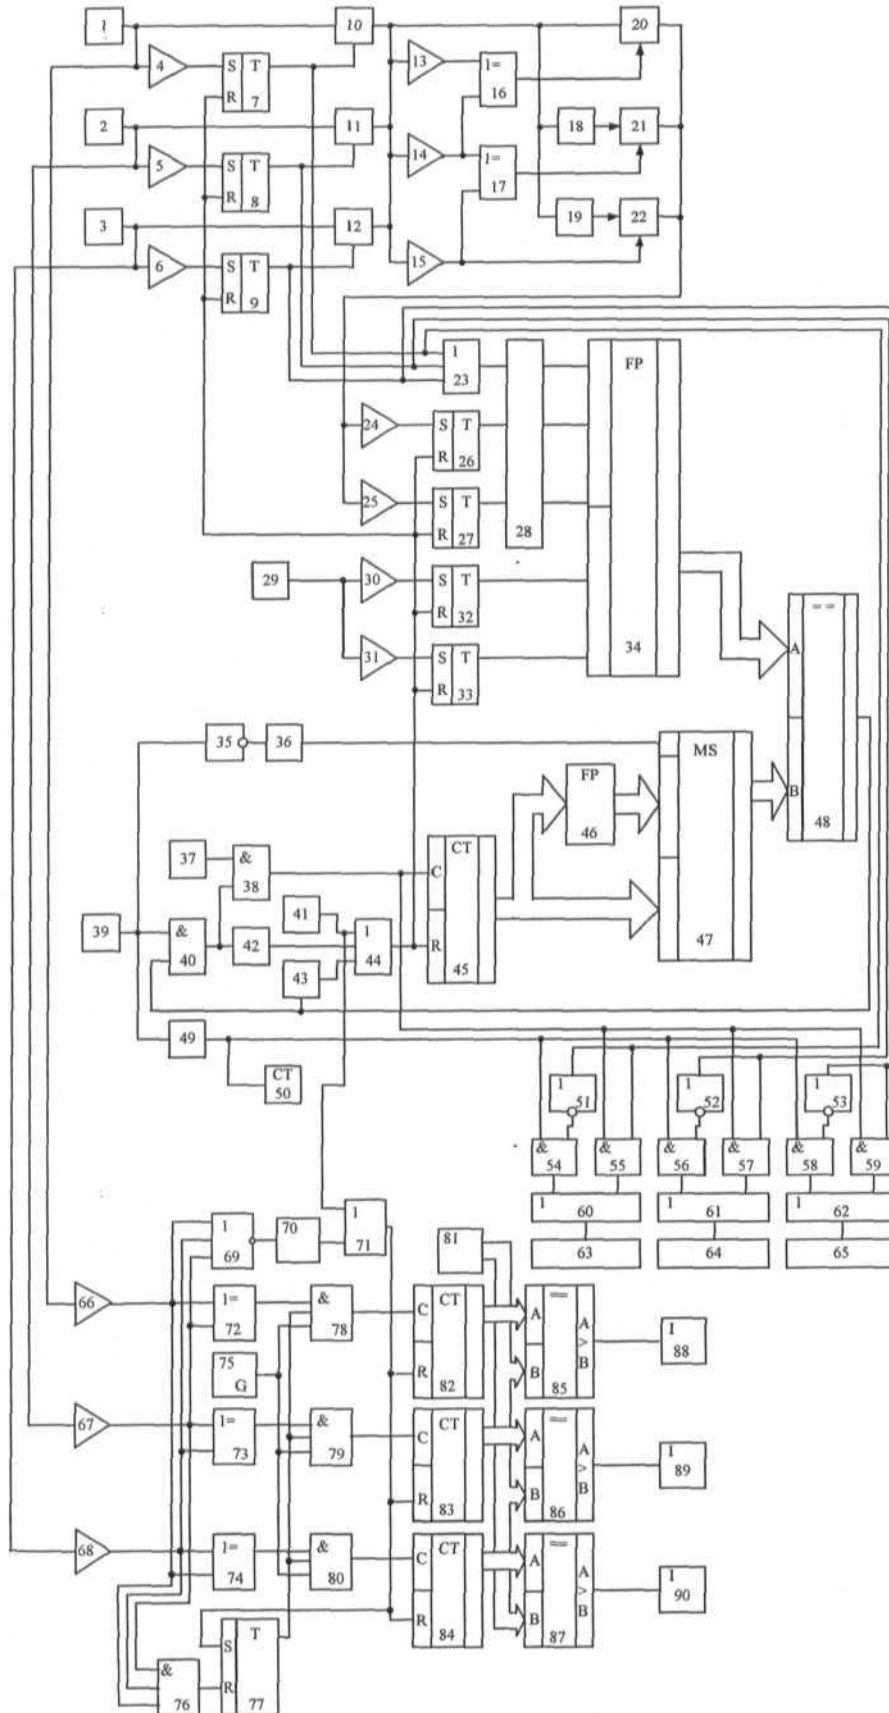 1 10 20
4 S T 13 1=
R 7 16
2 11 18 21
5 S T 14 1=
R 8 17
3 12 19 22
6 S T 15
R 9
1 FP
23
24 S T
R 26
25 S T
R 27 28
29 30 S T
R 32 = =
31 S T 34 A
R 33
35 36 MS
FP
46 B 48
37 & CT
38 C
39 & 41 1 47
40 42 R
43 44 45
49
CT
50 1 51 1 52 1 53
& 54 & 55 & 56 & 57 & 58 & 59
1 60 1 61 1 62
63 64 65
1 70 1 81
69 71
66 1= & C CT A == A > B I
72 78 88
75 G R 82 B 85
67 1= & C CT A == A > B I
73 79 89
R 83 B 86
68 1= & C CT A == A > B I
74 80 90
S T R 84 B 87
&
76 R 77